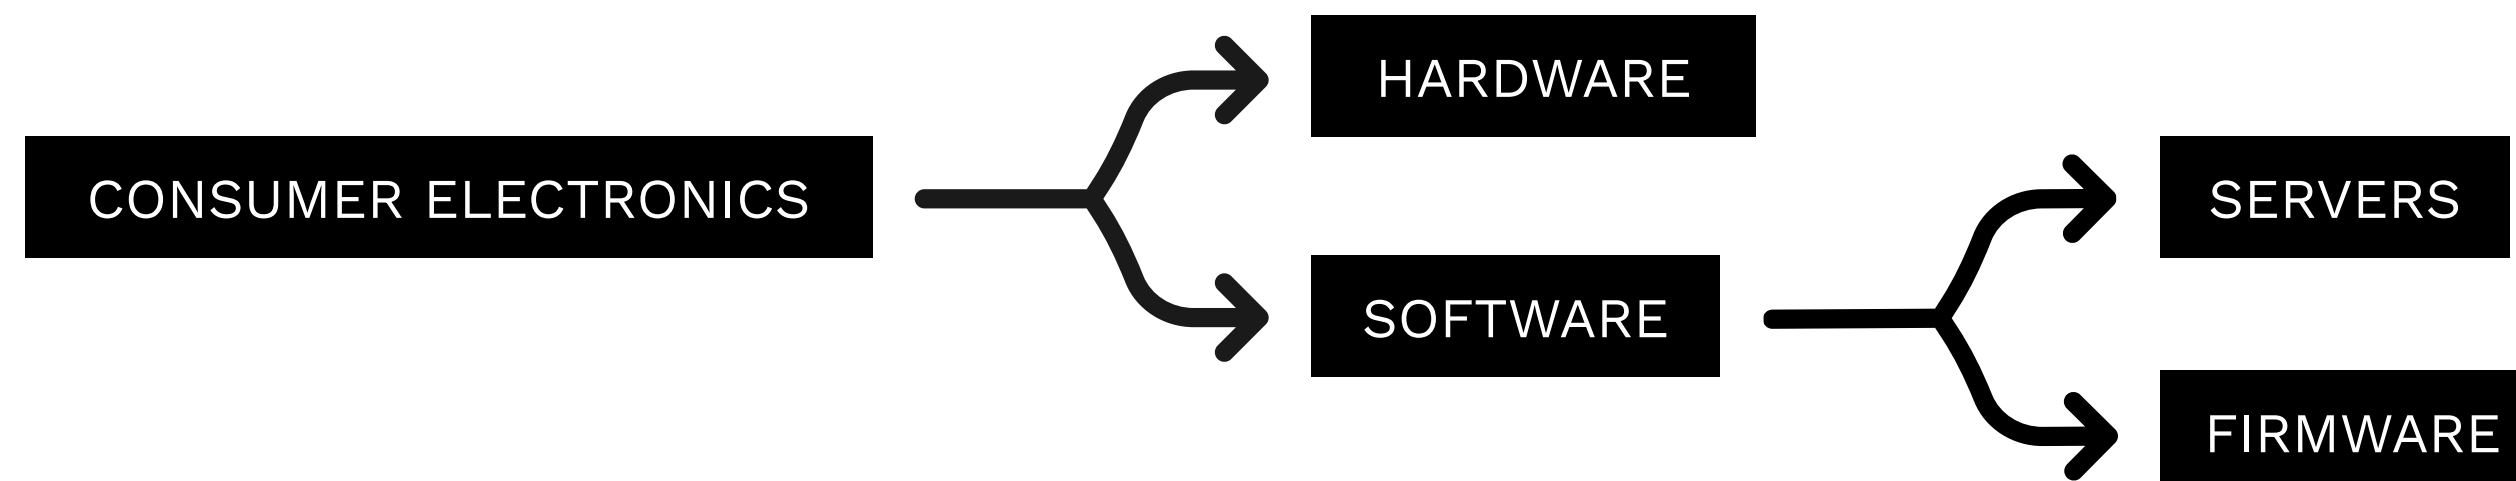 CONSUMER ELECTRONICS
HARDWARE
SOFTWARE
SERVERS
FIRMWARE